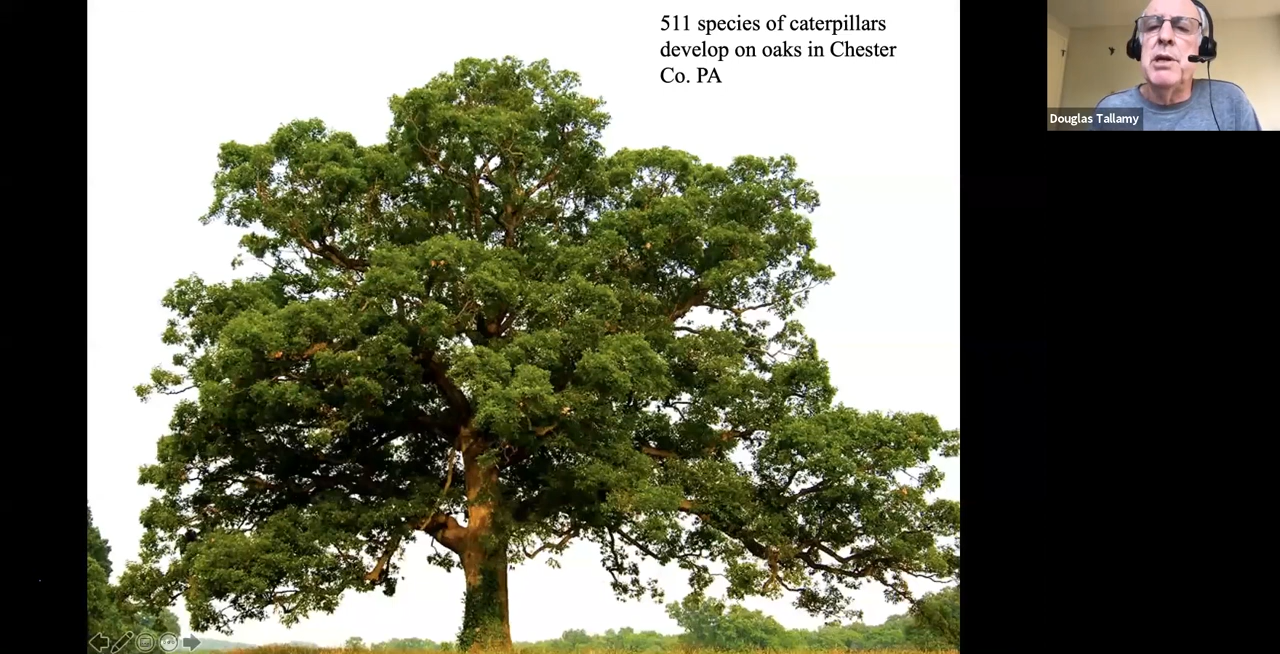 511 species of caterpillars
develop on oaks in Chester
Co. PA
Douglas Tallamy